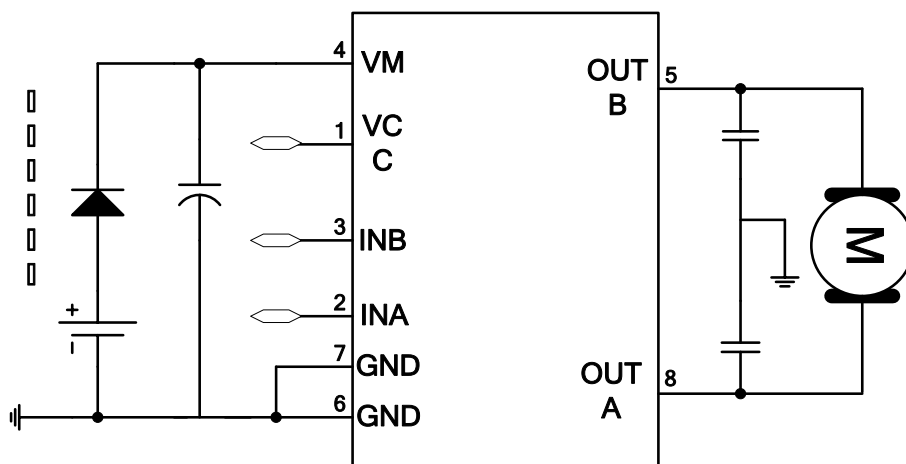 4 VM
1 VC
C
3 INB
2 INA
7 GND
6 GND
OUT 5
B
OUT 8
A
M
+
−